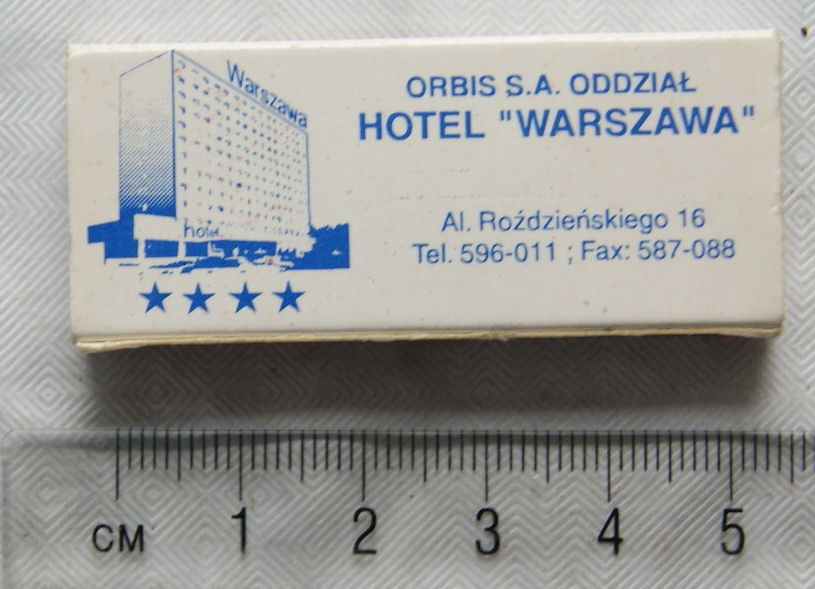 Warszawa
hotel
ORBIS S.A. ODDZIAŁ
HOTEL "WARSZAWA"
Al. Roździeńskiego 16
Tel. 596-011 ; Fax: 587-088
CM 1 2 3 4 5